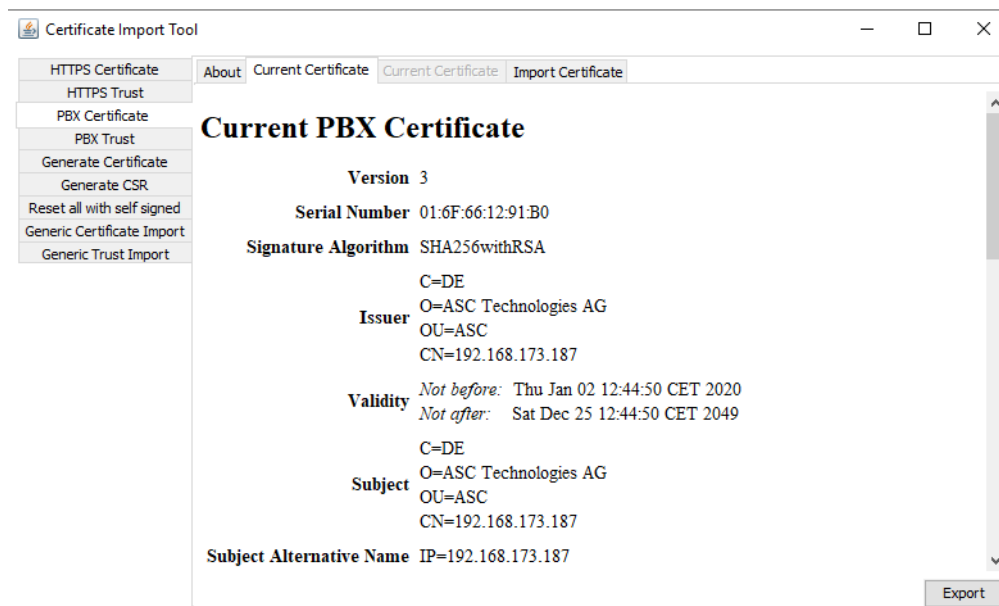 Certificate Import Tool
HTTPS Certificate
HTTPS Trust
PBX Certificate
PBX Trust
Generate Certificate
Generate CSR
Reset all with self signed
Generic Certificate Import
Generic Trust Import
About Current Certificate Current Certificate Import Certificate
Current PBX Certificate
Version 3
Serial Number 01:6F:66:12:91:B0
Signature Algorithm SHA256withRSA
Issuer C=DE
O=ASC Technologies AG
OU=ASC
CN=192.168.173.187
Validity Not before: Thu Jan 02 12:44:50 CET 2020
Not after: Sat Dec 25 12:44:50 CET 2049
Subject C=DE
O=ASC Technologies AG
OU=ASC
CN=192.168.173.187
Subject Alternative Name IP=192.168.173.187
Export